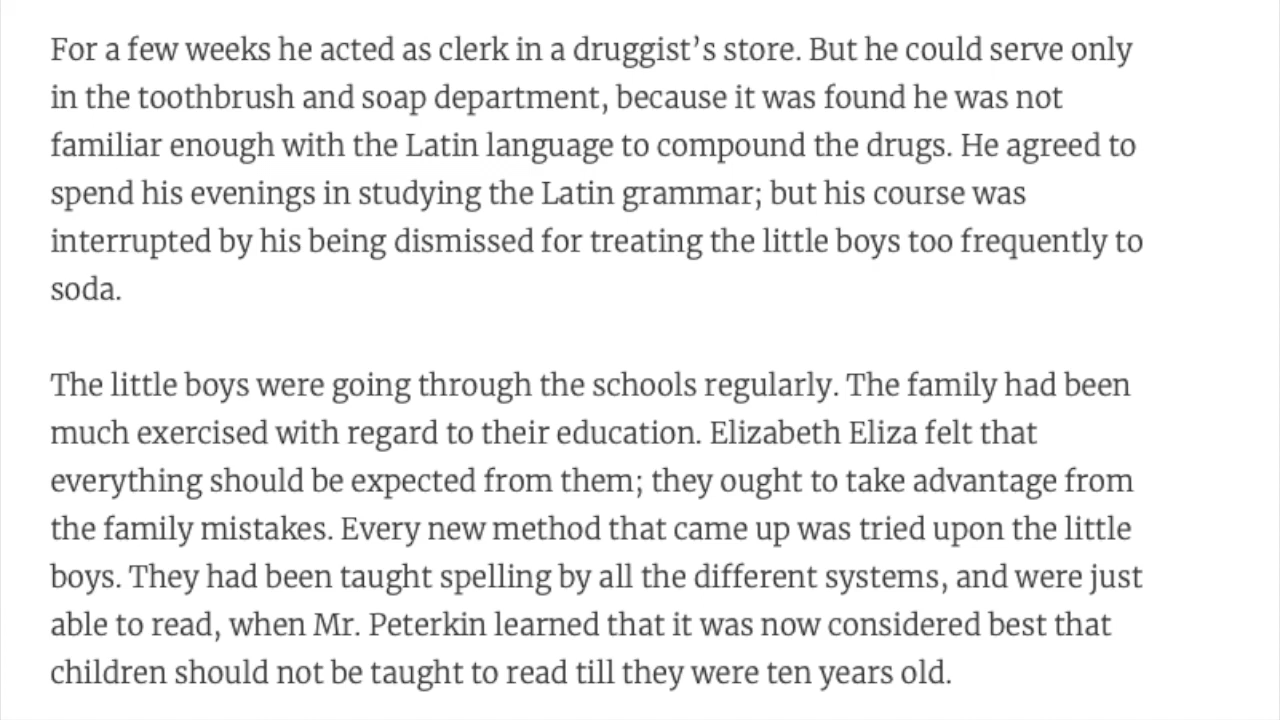 For a few weeks he acted as clerk in a druggist’s store. But he could serve only
in the toothbrush and soap department, because it was found he was not
familiar enough with the Latin language to compound the drugs. He agreed to
spend his evenings in studying the Latin grammar; but his course was
interrupted by his being dismissed for treating the little boys too frequently to
soda.
The little boys were going through the schools regularly. The family had been
much exercised with regard to their education. Elizabeth Eliza felt that
everything should be expected from them; they ought to take advantage from
the family mistakes. Every new method that came up was tried upon the little
boys. They had been taught spelling by all the different systems, and were just
able to read, when Mr. Peterkin learned that it was now considered best that
children should not be taught to read till they were ten years old.